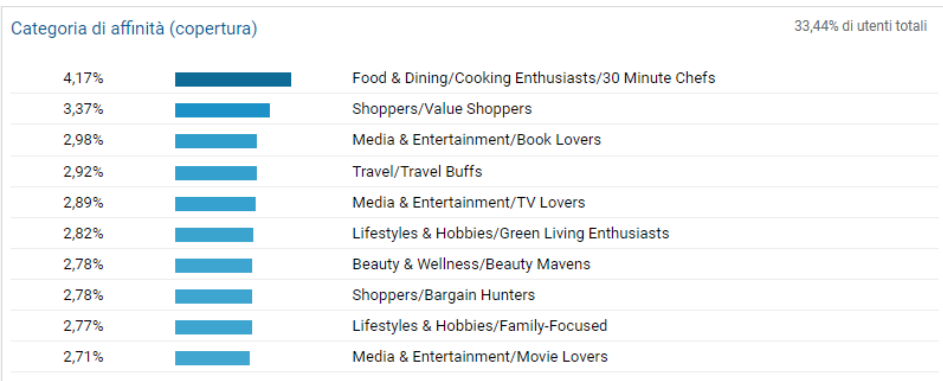 Categoria di affinità (copertura) 33,44% di utenti totali
4,17% Food & Dining/Cooking Enthusiasts/30 Minute Chefs
3,37% Shoppers/Value Shoppers
2,98% Media & Entertainment/Book Lovers
2,92% Travel/Travel Buffs
2,89% Media & Entertainment/TV Lovers
2,82% Lifestyles & Hobbies/Green Living Enthusiasts
2,78% Beauty & Wellness/Beauty Mavens
2,78% Shoppers/Bargain Hunters
2,77% Lifestyles & Hobbies/Family-Focused
2,71% Media & Entertainment/Movie Lovers